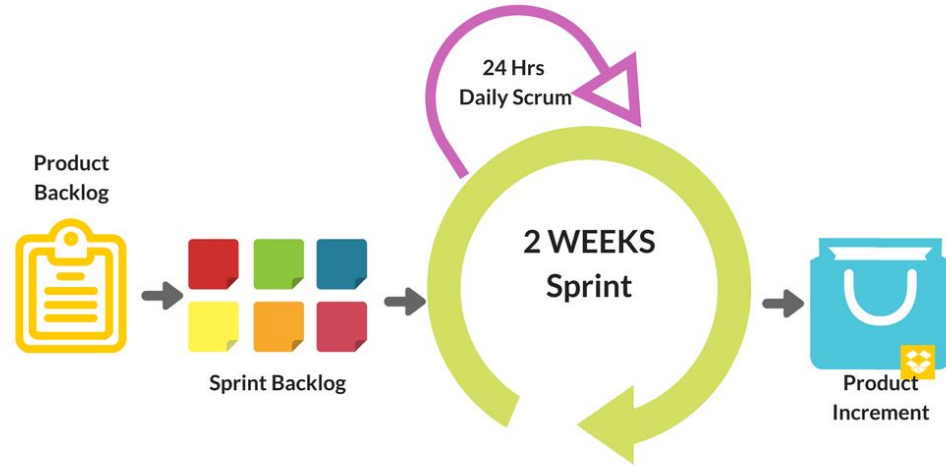 Product
Backlog
Sprint Backlog
24 Hrs
Daily Scrum
2 WEEKS
Sprint
Product
Increment